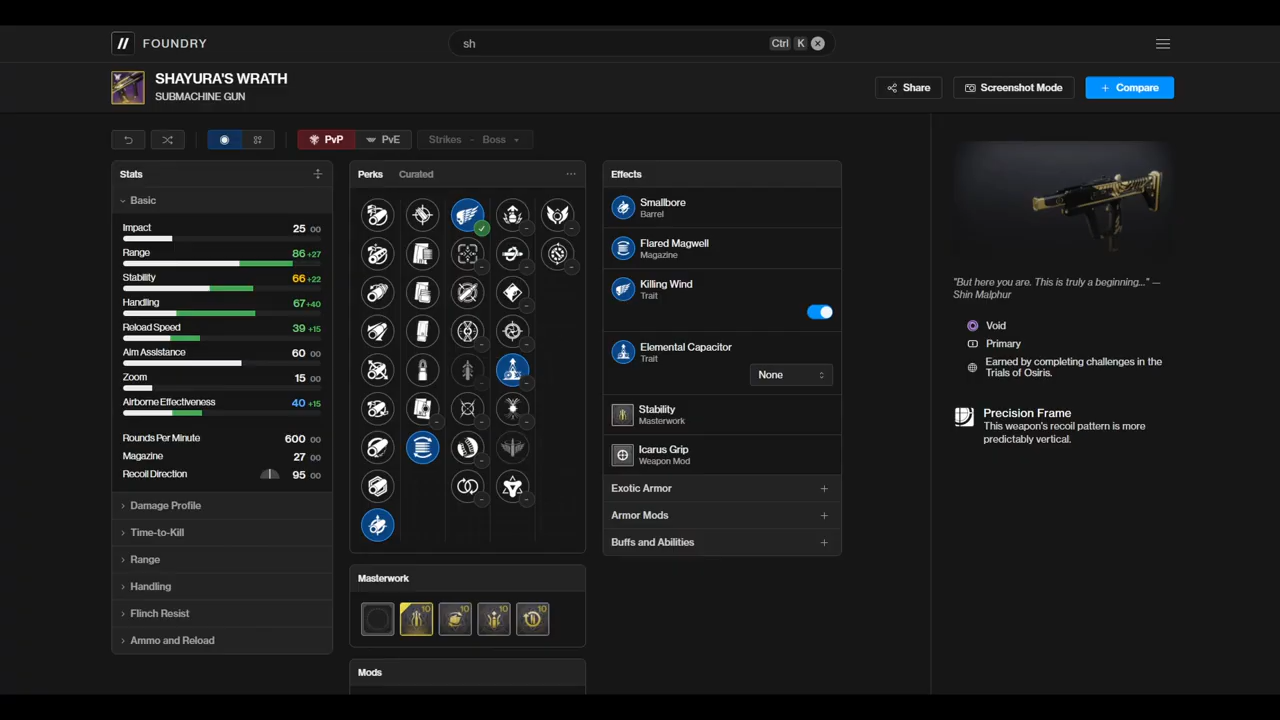 FOUNDRY
sh
Ctrl K
SHAYURA'S WRATH
SUBMACHINE GUN
Share
Screenshot Mode
Compare
PvP
PvE
Strikes - Boss
Stats
Basic
Impact 25 00
Range 86 +27
Stability 66 +22
Handling 67 +40
Reload Speed 39 +15
Aim Assistance 60 00
Zoom 15 00
Airborne Effectiveness 40 +15
Rounds Per Minute 600 00
Magazine 27 00
Recoil Direction 95 00
Damage Profile
Time-to-Kill
Range
Handling
Flinch Resist
Ammo and Reload
Perks Curated
Masterwork
10 10 10 10
Mods
Effects
Smallbore
Barrel
Flared Magwell
Magazine
Killing Wind
Trait
Elemental Capacitor
Trait
None
Stability
Masterwork
Icarus Grip
Weapon Mod
Exotic Armor
Armor Mods
Buffs and Abilities
"But here you are. This is truly a beginning..." —
Shin Malphur
Void
Primary
Earned by completing challenges in the
Trials of Osiris.
Precision Frame
This weapon's recoil pattern is more
predictably vertical.